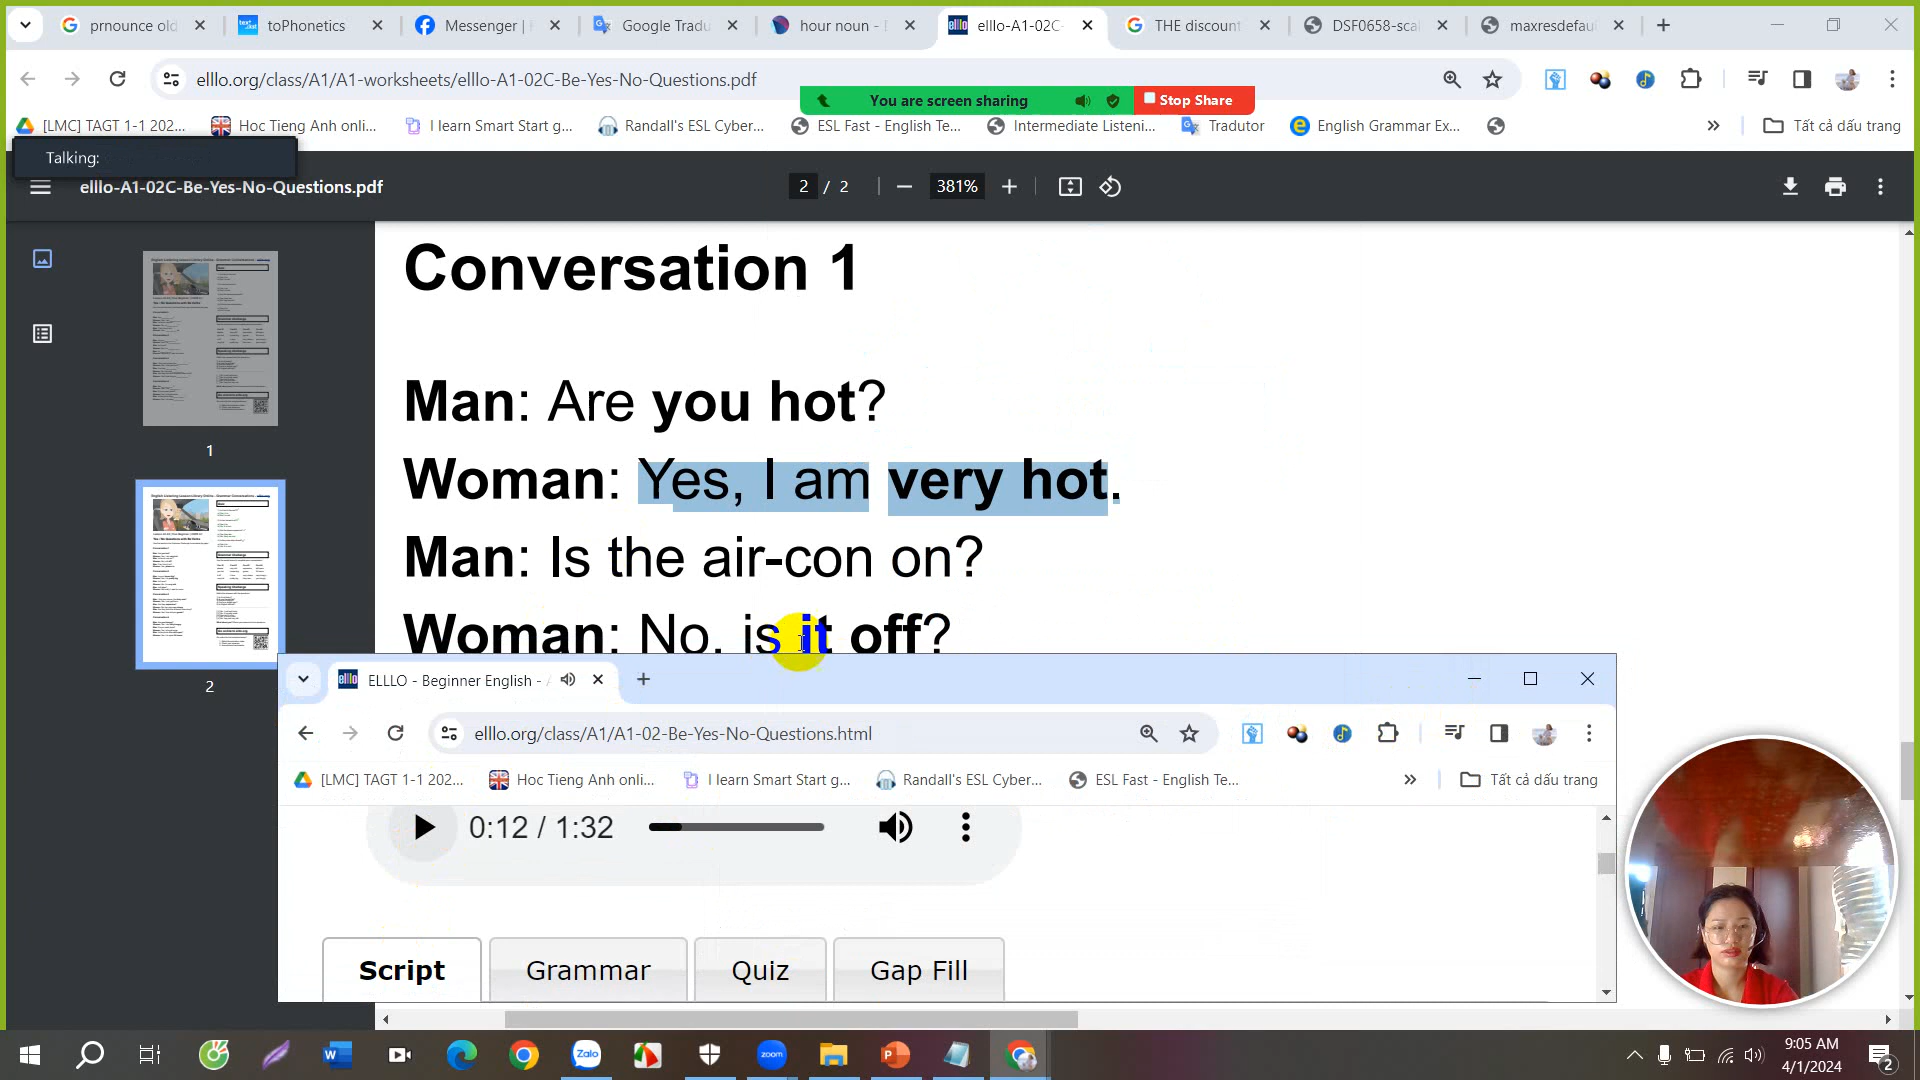 prnounce old
toPhonetics
Messenger |
Google Tradu
hour noun -
elllo-A1-02C-
THE discount
DSF0658-scal
maxresdefau
elllo.org/class/A1/A1-worksheets/elllo-A1-02C-Be-Yes-No-Questions.pdf
You are screen sharing
Stop Share
[LMC] TAGT 1-1 202...
Hoc Tieng Anh onli...
I learn Smart Start g...
Randall's ESL Cyber...
ESL Fast - English Te...
Intermediate Listeni...
Tradutor
English Grammar Ex...
Tất cả dấu trang
Talking:
elllo-A1-02C-Be-Yes-No-Questions.pdf
2 / 2
381%
1
2
Conversation 1
Man: Are you hot?
Woman: Yes, I am very hot.
Man: Is the air-con on?
Woman: No, is it off?
ELLLO - Beginner English -
elllo.org/class/A1/A1-02-Be-Yes-No-Questions.html
[LMC] TAGT 1-1 202...
Hoc Tieng Anh onli...
I learn Smart Start g...
Randall's ESL Cyber...
ESL Fast - English Te...
Tất cả dấu trang
0:12 / 1:32
Script
Grammar
Quiz
Gap Fill
Zalo
zoom
9:05 AM
4/1/2024
2